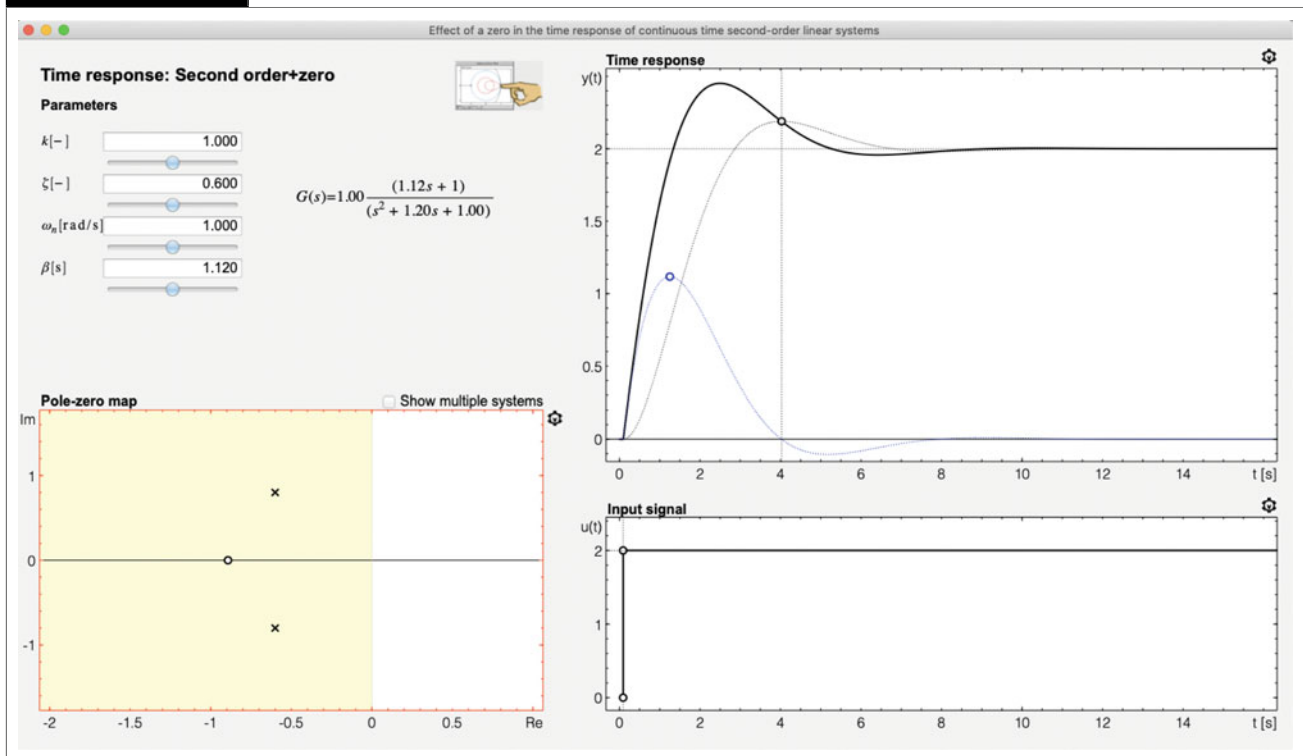 Effect of a zero in the time response of continuous time second-order linear systems
Time response: Second order+zero
Parameters
k[−] 1.000
ζ[−] 0.600
ωₙ[rad/s] 1.000
β[s] 1.120
G(s)=1.00 (1.12s + 1) / (s² + 1.20s + 1.00)
Pole-zero map
Show multiple systems
Im
1
0
-1
-2 -1.5 -1 -0.5 0 0.5 Re
Time response
y(t)
2
1.5
1
0.5
0
0 2 4 6 8 10 12 14 t [s]
Input signal
u(t)
2
1
0
0 2 4 6 8 10 12 14 t [s]